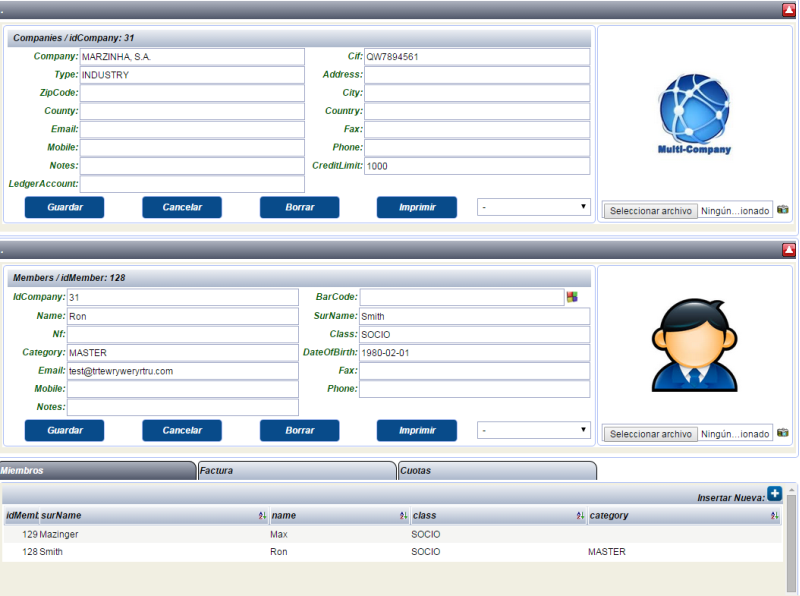 .
Companies / idCompany: 31
Company: MARZINHA, S.A. Cif: QW7894561
Type: INDUSTRY Address:
ZipCode: City:
County: Country:
Email: Fax:
Mobile: Phone:
Notes: CreditLimit: 1000
LedgerAccount:
Multi-Company
Guardar Cancelar Borrar Imprimir - Seleccionar archivo Ningún...ionado
.
Members / idMember: 128
IdCompany: 31 BarCode:
Name: Ron SurName: Smith
Nf: Class: SOCIO
Category: MASTER DateOfBirth: 1980-02-01
Email: test@trtewryweryrtru.com Fax:
Mobile: Phone:
Notes:
Guardar Cancelar Borrar Imprimir - Seleccionar archivo Ningún...ionado
Miembros Factura Cuotas
Insertar Nueva:
idMemb surName name class category
129 Mazinger Max SOCIO
128 Smith Ron SOCIO MASTER